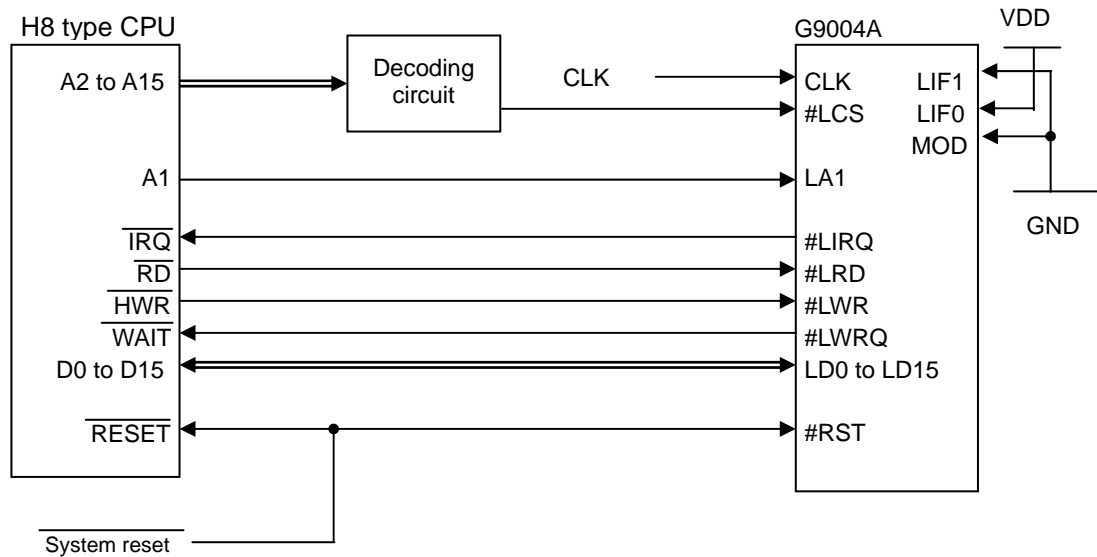 H8 type CPU
G9004A
VDD
A2 to A15
Decoding
circuit
CLK
CLK
LIF1
#LCS
LIF0
MOD
A1
LA1
GND
IRQ
#LIRQ
RD
#LRD
HWR
#LWR
WAIT
#LWRQ
D0 to D15
LD0 to LD15
RESET
#RST
System reset